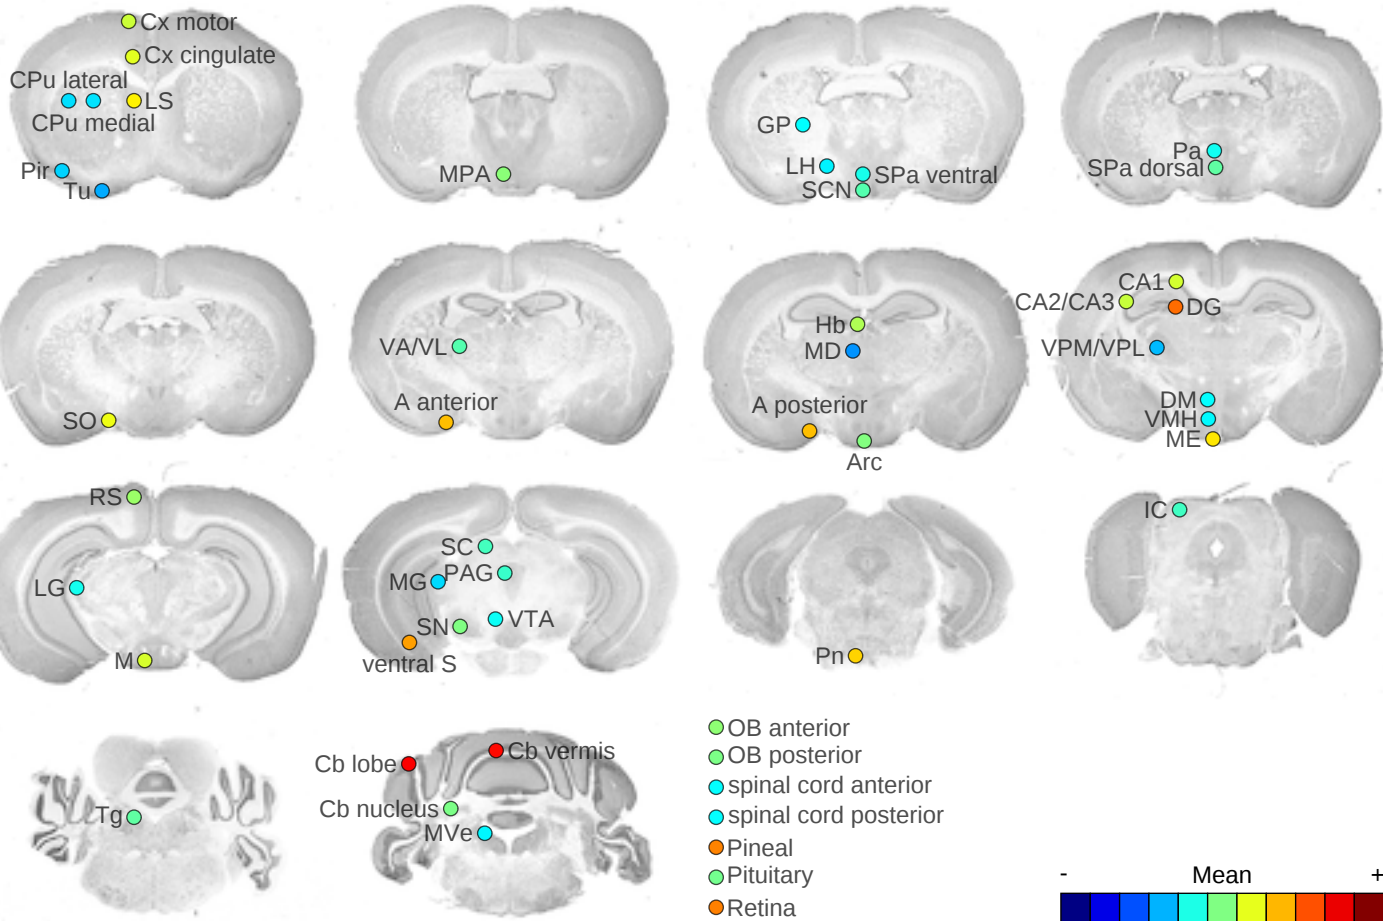 Cx motor
Cx cingulate
CPu lateral
LS
CPu medial
Pir
Tu
MPA
GP
LH
SPa ventral
SCN
Pa
SPa dorsal
SO
VA/VL
A anterior
Hb
MD
A posterior
Arc
CA1
CA2/CA3
DG
VPM/VPL
DM
VMH
ME
RS
LG
M
SC
MG
PAG
SN
VTA
ventral S
Pn
IC
Tg
Cb lobe
Cb vermis
Cb nucleus
MVe
OB anterior
OB posterior
spinal cord anterior
spinal cord posterior
Pineal
Pituitary
Retina
- Mean +